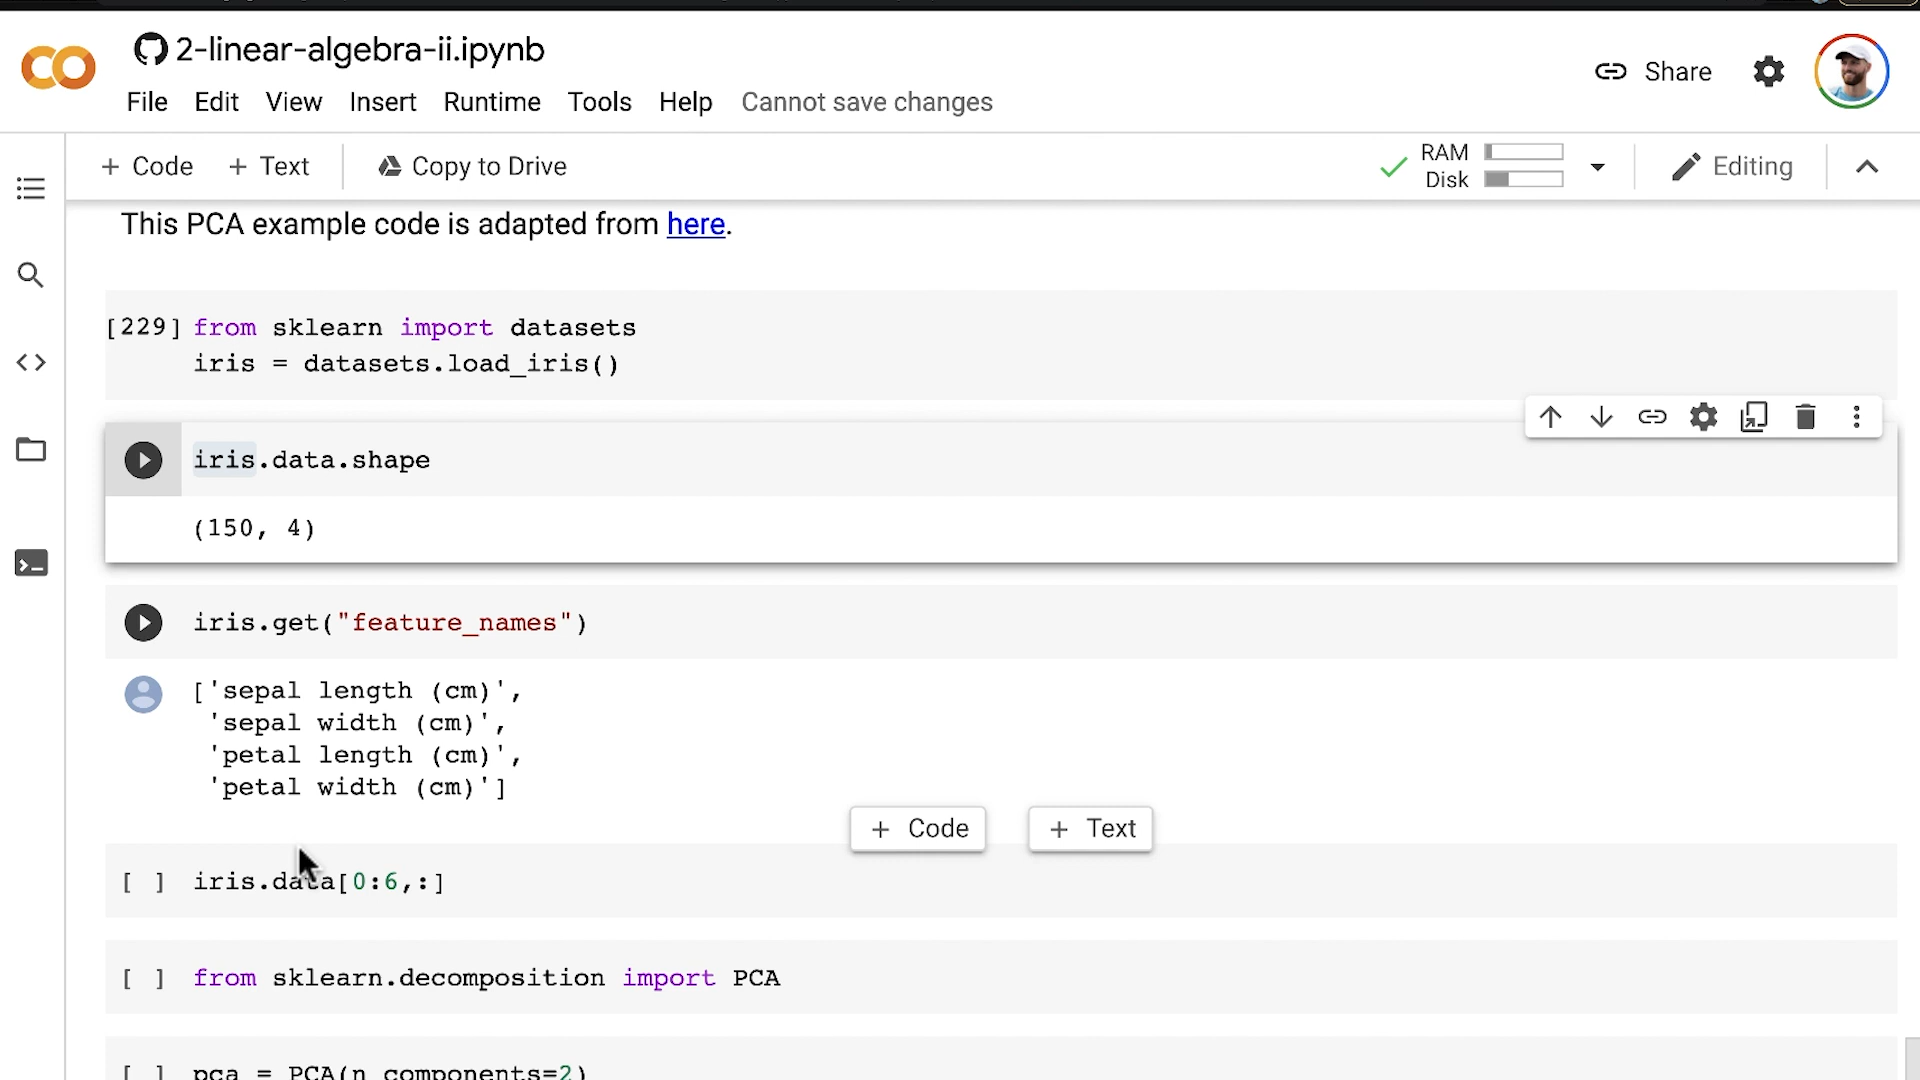 2-linear-algebra-ii.ipynb
File Edit View Insert Runtime Tools Help Cannot save changes
Share
+ Code + Text Copy to Drive
RAM
Disk
Editing
This PCA example code is adapted from here.
[229] from sklearn import datasets
iris = datasets.load_iris()
iris.data.shape
(150, 4)
iris.get("feature_names")
['sepal length (cm)',
'sepal width (cm)',
'petal length (cm)',
'petal width (cm)']
+ Code + Text
[ ] iris.data[0:6,:]
[ ] from sklearn.decomposition import PCA
[ ] pca = PCA(n_components=2)